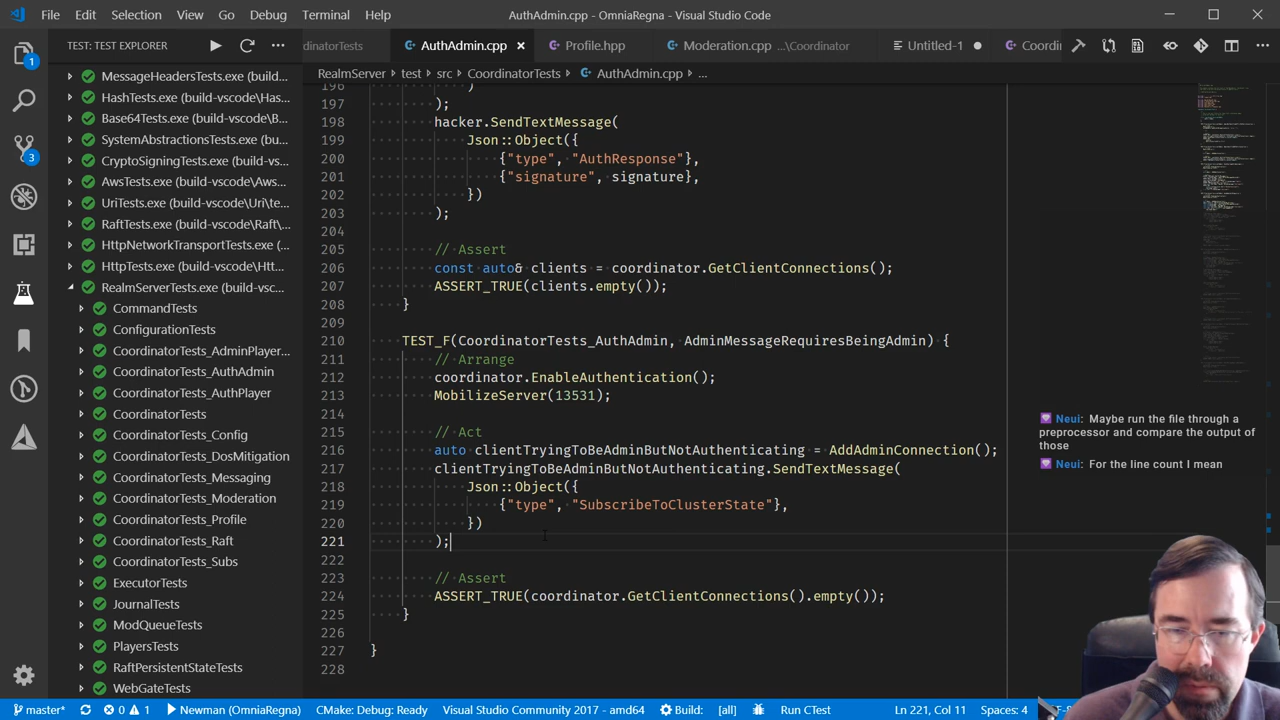 File Edit Selection View Go Debug Terminal Help AuthAdmin.cpp - OmniaRegna - Visual Studio Code
TEST: TEST EXPLORER
dinatorTests AuthAdmin.cpp Profile.hpp Moderation.cpp ...\Coordinator Untitled-1 Coordi
RealmServer test src CoordinatorTests AuthAdmin.cpp ...
MessageHeadersTests.exe (build...
HashTests.exe (build-vscode\Has...
Base64Tests.exe (build-vscode\B...
SystemAbstractionsTests.exe (buil...
CryptoSigningTests.exe (build-vs...
AwsTests.exe (build-vscode\Aws...
UriTests.exe (build-vscode\Uri\te...
RaftTests.exe (build-vscode\Raft\...
HttpNetworkTransportTests.exe (...
HttpTests.exe (build-vscode\Htt...
RealmServerTests.exe (build-vsc...
CommandTests
ConfigurationTests
CoordinatorTests_AdminPlayer...
CoordinatorTests_AuthAdmin
CoordinatorTests_AuthPlayer
CoordinatorTests
CoordinatorTests_Config
CoordinatorTests_DosMitigation
CoordinatorTests_Messaging
CoordinatorTests_Moderation
CoordinatorTests_Profile
CoordinatorTests_Raft
CoordinatorTests_Subs
ExecutorTests
JournalTests
ModQueueTests
PlayersTests
RaftPersistentStateTests
WebGateTests
1
3
196 )
197 );
198 hacker.SendTextMessage(
199 Json::Object({
200 {"type", "AuthResponse"},
201 {"signature", signature},
202 })
203 );
204
205 // Assert
206 const auto& clients = coordinator.GetClientConnections();
207 ASSERT_TRUE(clients.empty());
208 }
209
210 TEST_F(CoordinatorTests_AuthAdmin, AdminMessageRequiresBeingAdmin) {
211 // Arrange
212 coordinator.EnableAuthentication();
213 MobilizeServer(13531);
214
215 // Act
216 auto clientTryingToBeAdminButNotAuthenticating = AddAdminConnection();
217 clientTryingToBeAdminButNotAuthenticating.SendTextMessage(
218 Json::Object({
219 {"type", "SubscribeToClusterState"},
220 })
221 );
222
223 // Assert
224 ASSERT_TRUE(coordinator.GetClientConnections().empty());
225 }
226
227 }
228
Neui: Maybe run the file through a
preprocessor and compare the output of
those
Neui: For the line count I mean
master* 0 1 Newman (OmniaRegna) CMake: Debug: Ready Visual Studio Community 2017 - amd64 Build: [all] Run CTest Ln 221, Col 11 Spaces: 4